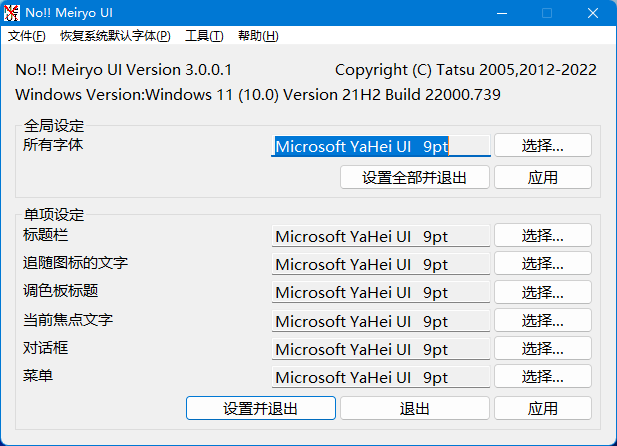 No!! Meiryo UI
文件(F) 恢复系统默认字体(P) 工具(T) 帮助(H)
No!! Meiryo UI Version 3.0.0.1 Copyright (C) Tatsu 2005,2012-2022
Windows Version:Windows 11 (10.0) Version 21H2 Build 22000.739
全局设定
所有字体 Microsoft YaHei UI 9pt 选择...
设置全部并退出 应用
单项设定
标题栏 Microsoft YaHei UI 9pt 选择...
追随图标的文字 Microsoft YaHei UI 9pt 选择...
调色板标题 Microsoft YaHei UI 9pt 选择...
当前焦点文字 Microsoft YaHei UI 9pt 选择...
对话框 Microsoft YaHei UI 9pt 选择...
菜单 Microsoft YaHei UI 9pt 选择...
设置并退出 退出 应用